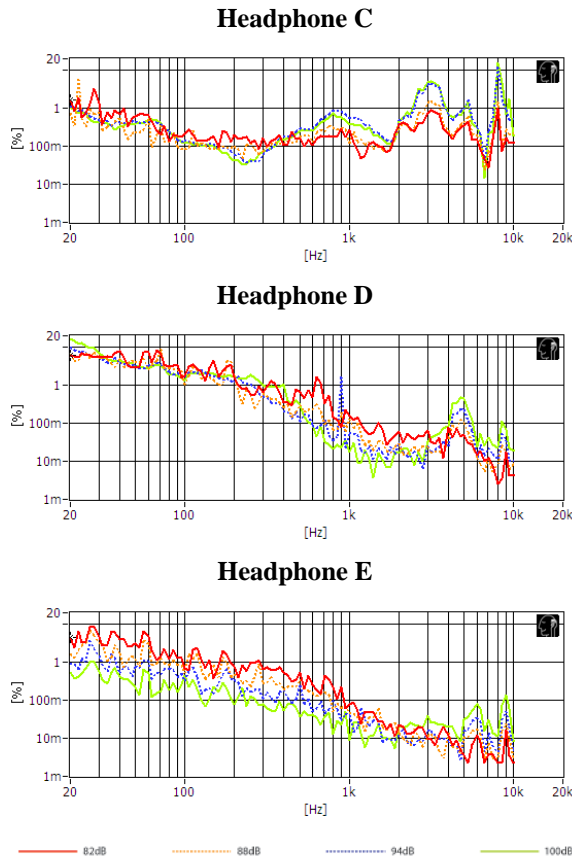 Headphone C
20
1
100m
10m
1m
[%]
20 100 1k 10k 20k
[Hz]
Headphone D
20
1
100m
10m
1m
[%]
20 100 1k 10k 20k
[Hz]
Headphone E
20
1
100m
10m
1m
[%]
20 100 1k 10k 20k
[Hz]
82dB 88dB 94dB 100dB